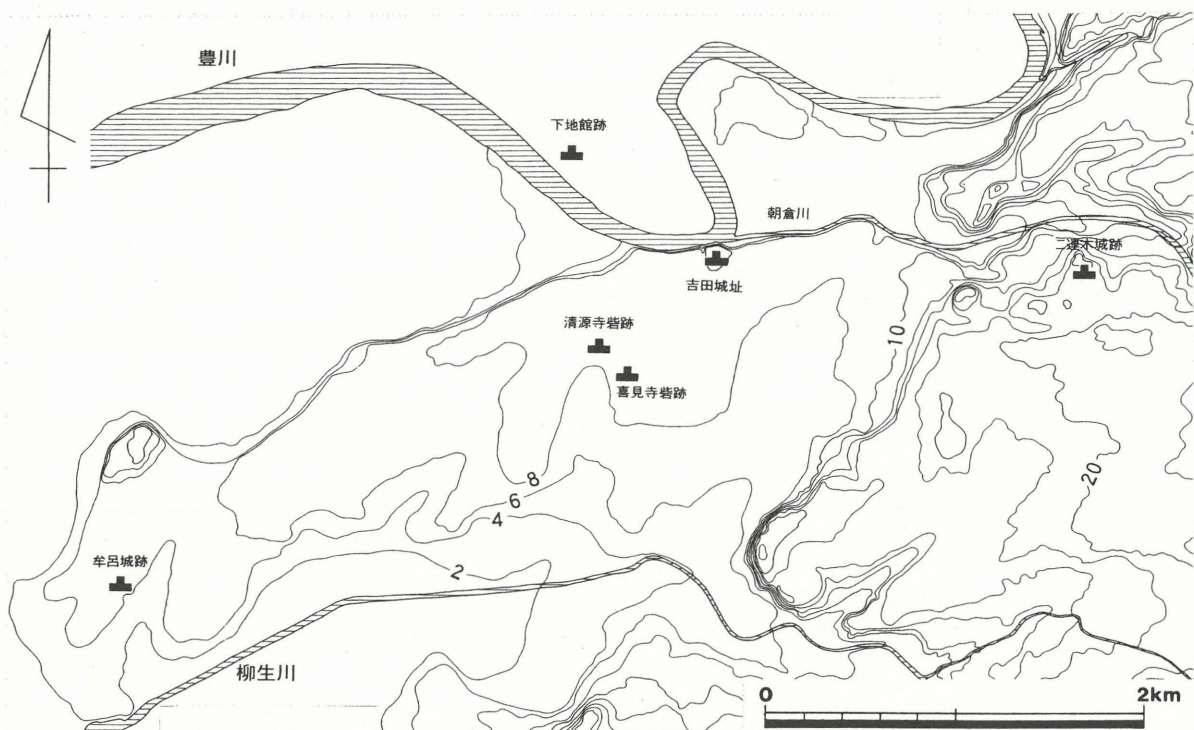 豊川
下地館跡
朝倉川
二連木城跡
吉田城址
10
清源寺砦跡
喜見寺砦跡
20
8
6
4
2
牟呂城跡
柳生川
0
2km